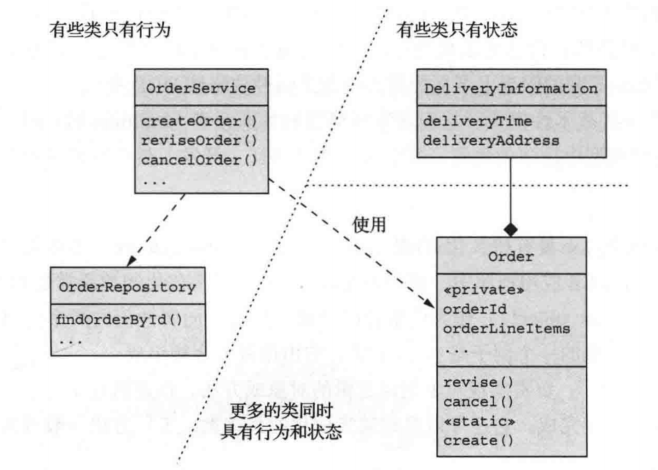 有些类只有行为
有些类只有状态
OrderService
createOrder()
reviseOrder()
cancelOrder()
...
DeliveryInformation
deliveryTime
deliveryAddress
使用
OrderRepository
findOrderById()
...
Order
«private»
orderId
orderLineItems
...
revise()
cancel()
«static»
create()
更多的类同时
具有行为和状态